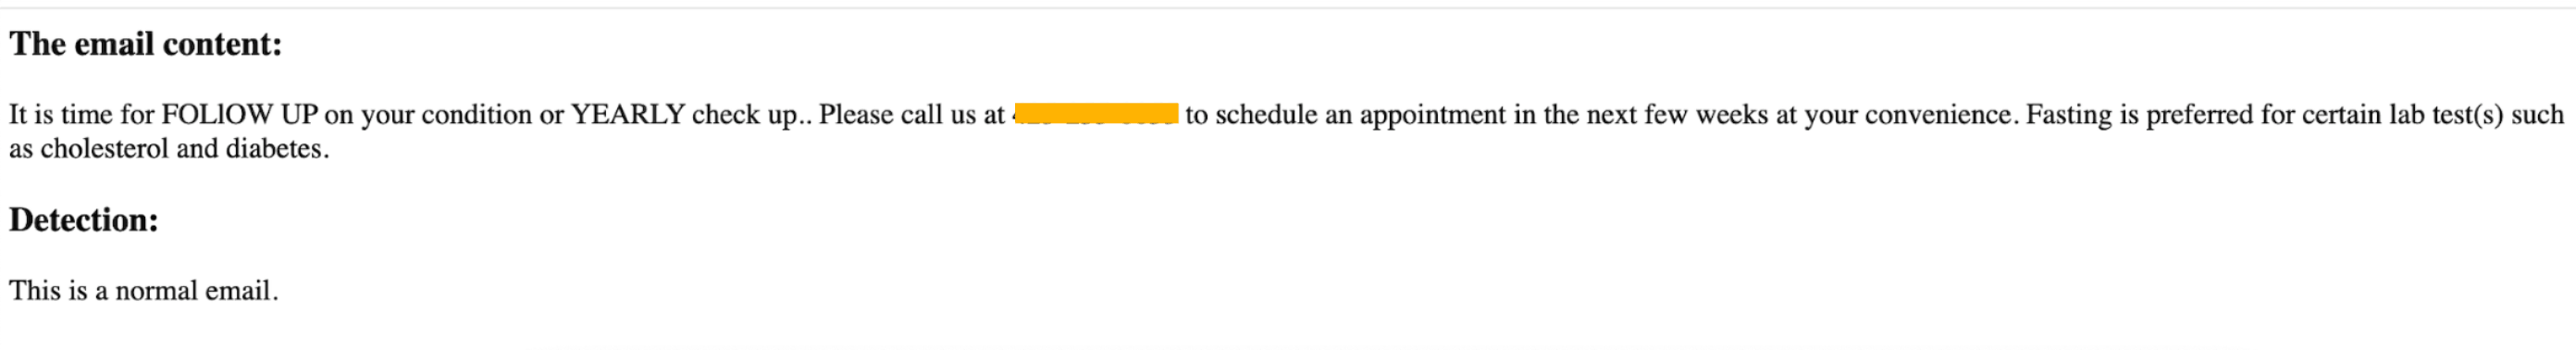 The email content:
It is time for FOLlOW UP on your condition or YEARLY check up.. Please call us at to schedule an appointment in the next few weeks at your convenience. Fasting is preferred for certain lab test(s) such
as cholesterol and diabetes.
Detection:
This is a normal email.